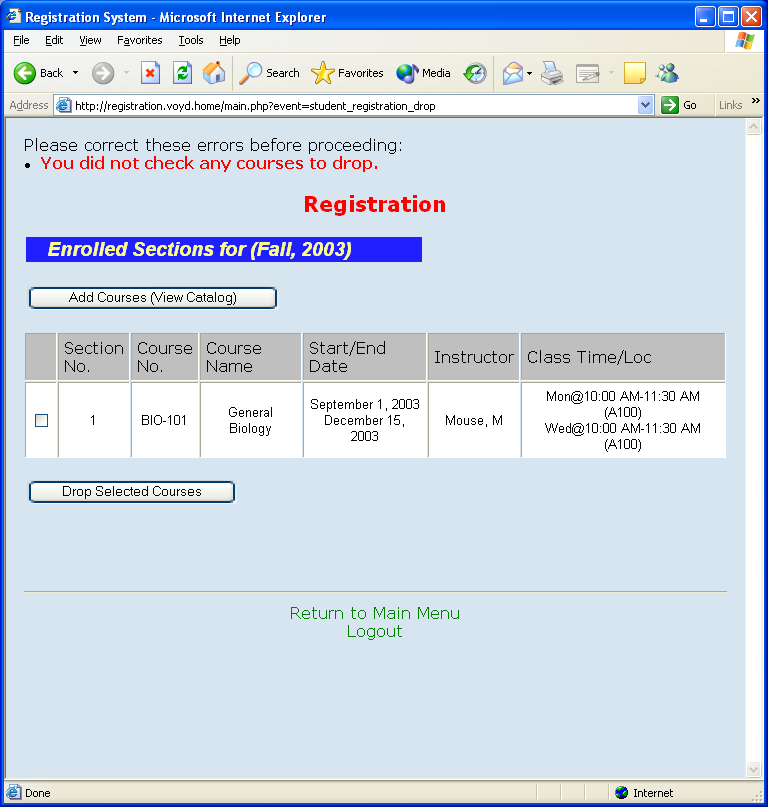 Registration System - Microsoft Internet Explorer
File Edit View Favorites Tools Help
Back Search Favorites Media
Address http://registration.voyd.home/main.php?event=student_registration_drop Go Links »
Please correct these errors before proceeding:
• You did not check any courses to drop.
Registration
Enrolled Sections for (Fall, 2003)
Add Courses (View Catalog)
Section No. Course No. Course Name Start/End Date Instructor Class Time/Loc
1 BIO-101 General Biology September 1, 2003 December 15, 2003 Mouse, M Mon@10:00 AM-11:30 AM (A100) Wed@10:00 AM-11:30 AM (A100)
Drop Selected Courses
Return to Main Menu
Logout
Done Internet